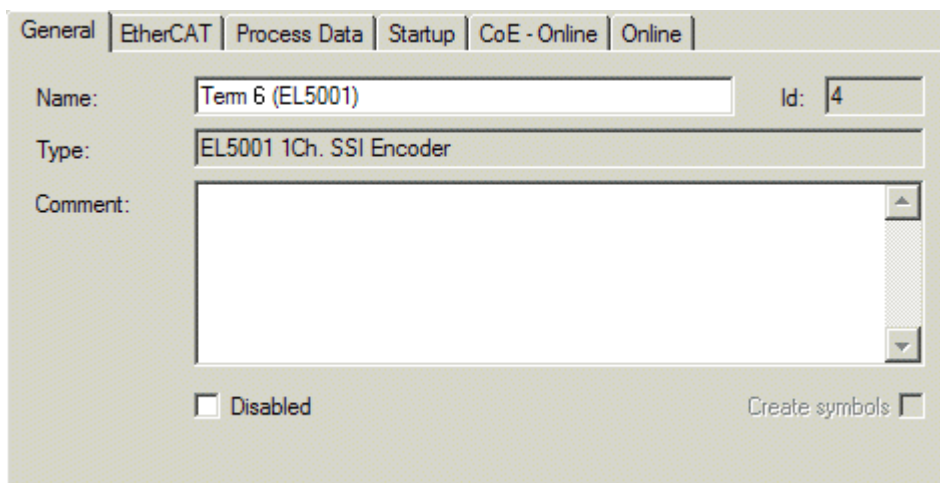 General EtherCAT Process Data Startup CoE - Online Online
Name: Term 6 (EL5001) Id: 4
Type: EL5001 1Ch. SSI Encoder
Comment:
Disabled Create symbols